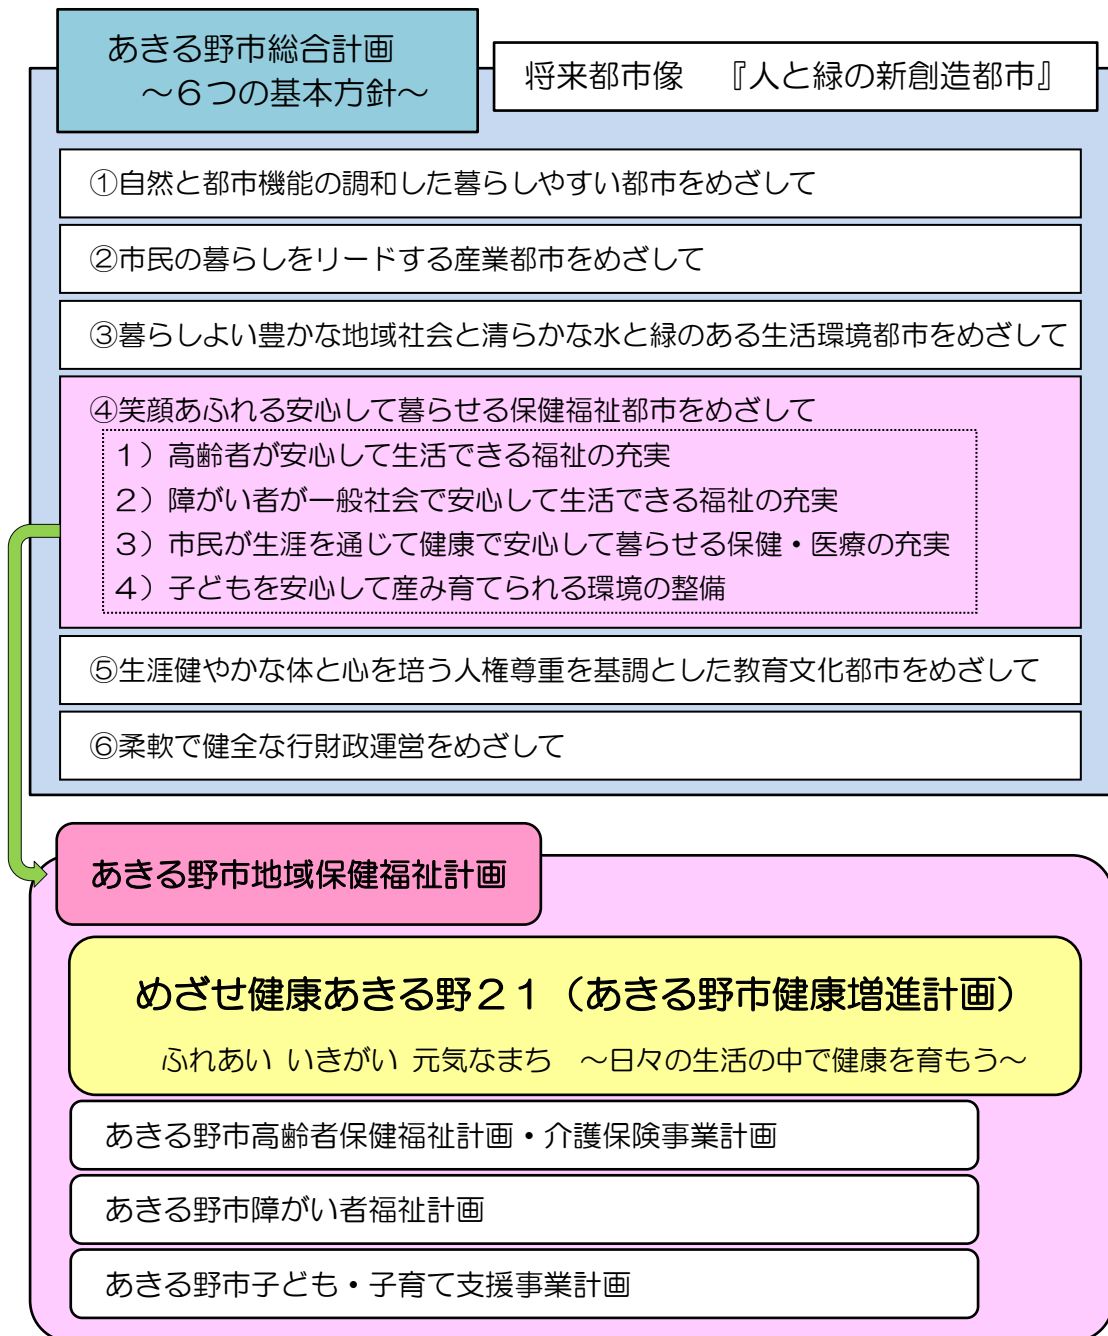 あきる野市総合計画
～６つの基本方針～
将来都市像　『人と緑の新創造都市』
①自然と都市機能の調和した暮らしやすい都市をめざして
②市民の暮らしをリードする産業都市をめざして
③暮らしよい豊かな地域社会と清らかな水と緑のある生活環境都市をめざして
④笑顔あふれる安心して暮らせる保健福祉都市をめざして
１）高齢者が安心して生活できる福祉の充実
２）障がい者が一般社会で安心して生活できる福祉の充実
３）市民が生涯を通じて健康で安心して暮らせる保健・医療の充実
４）子どもを安心して産み育てられる環境の整備
⑤生涯健やかな体と心を培う人権尊重を基調とした教育文化都市をめざして
⑥柔軟で健全な行財政運営をめざして
あきる野市地域保健福祉計画
めざせ健康あきる野２１（あきる野市健康増進計画）
ふれあい いきがい 元気なまち　～日々の生活の中で健康を育もう～
あきる野市高齢者保健福祉計画・介護保険事業計画
あきる野市障がい者福祉計画
あきる野市子ども・子育て支援事業計画